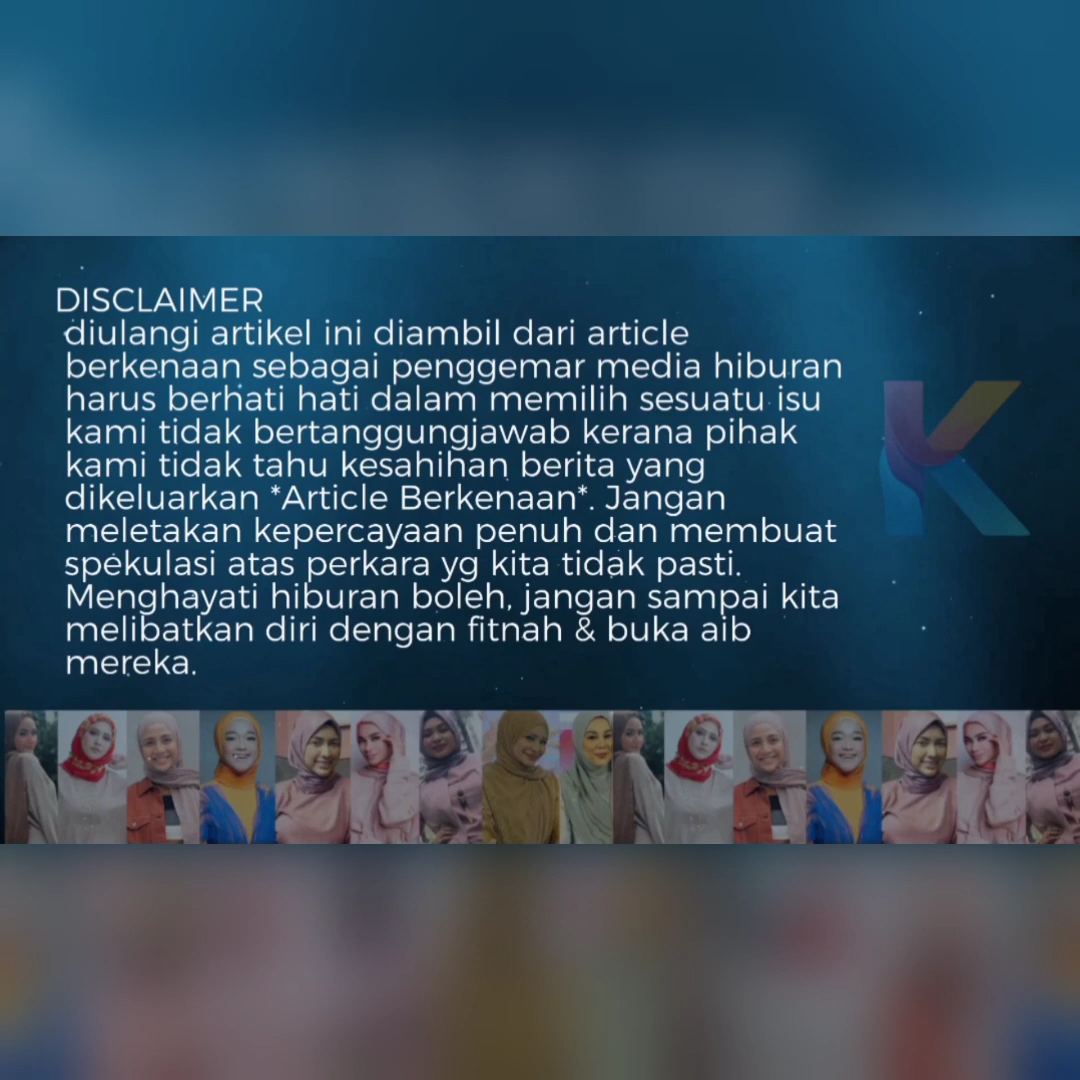 DISCLAIMER
diulangi artikel ini diambil dari article
berkenaan sebagai penggemar media hiburan
harus berhati hati dalam memilih sesuatu isu
kami tidak bertanggungjawab kerana pihak
kami tidak tahu kesahihan berita yang
dikeluarkan *Article Berkenaan*. Jangan
meletakan kepercayaan penuh dan membuat
spekulasi atas perkara yg kita tidak pasti.
Menghayati hiburan boleh, jangan sampai kita
melibatkan diri dengan fitnah & buka aib
mereka.
K